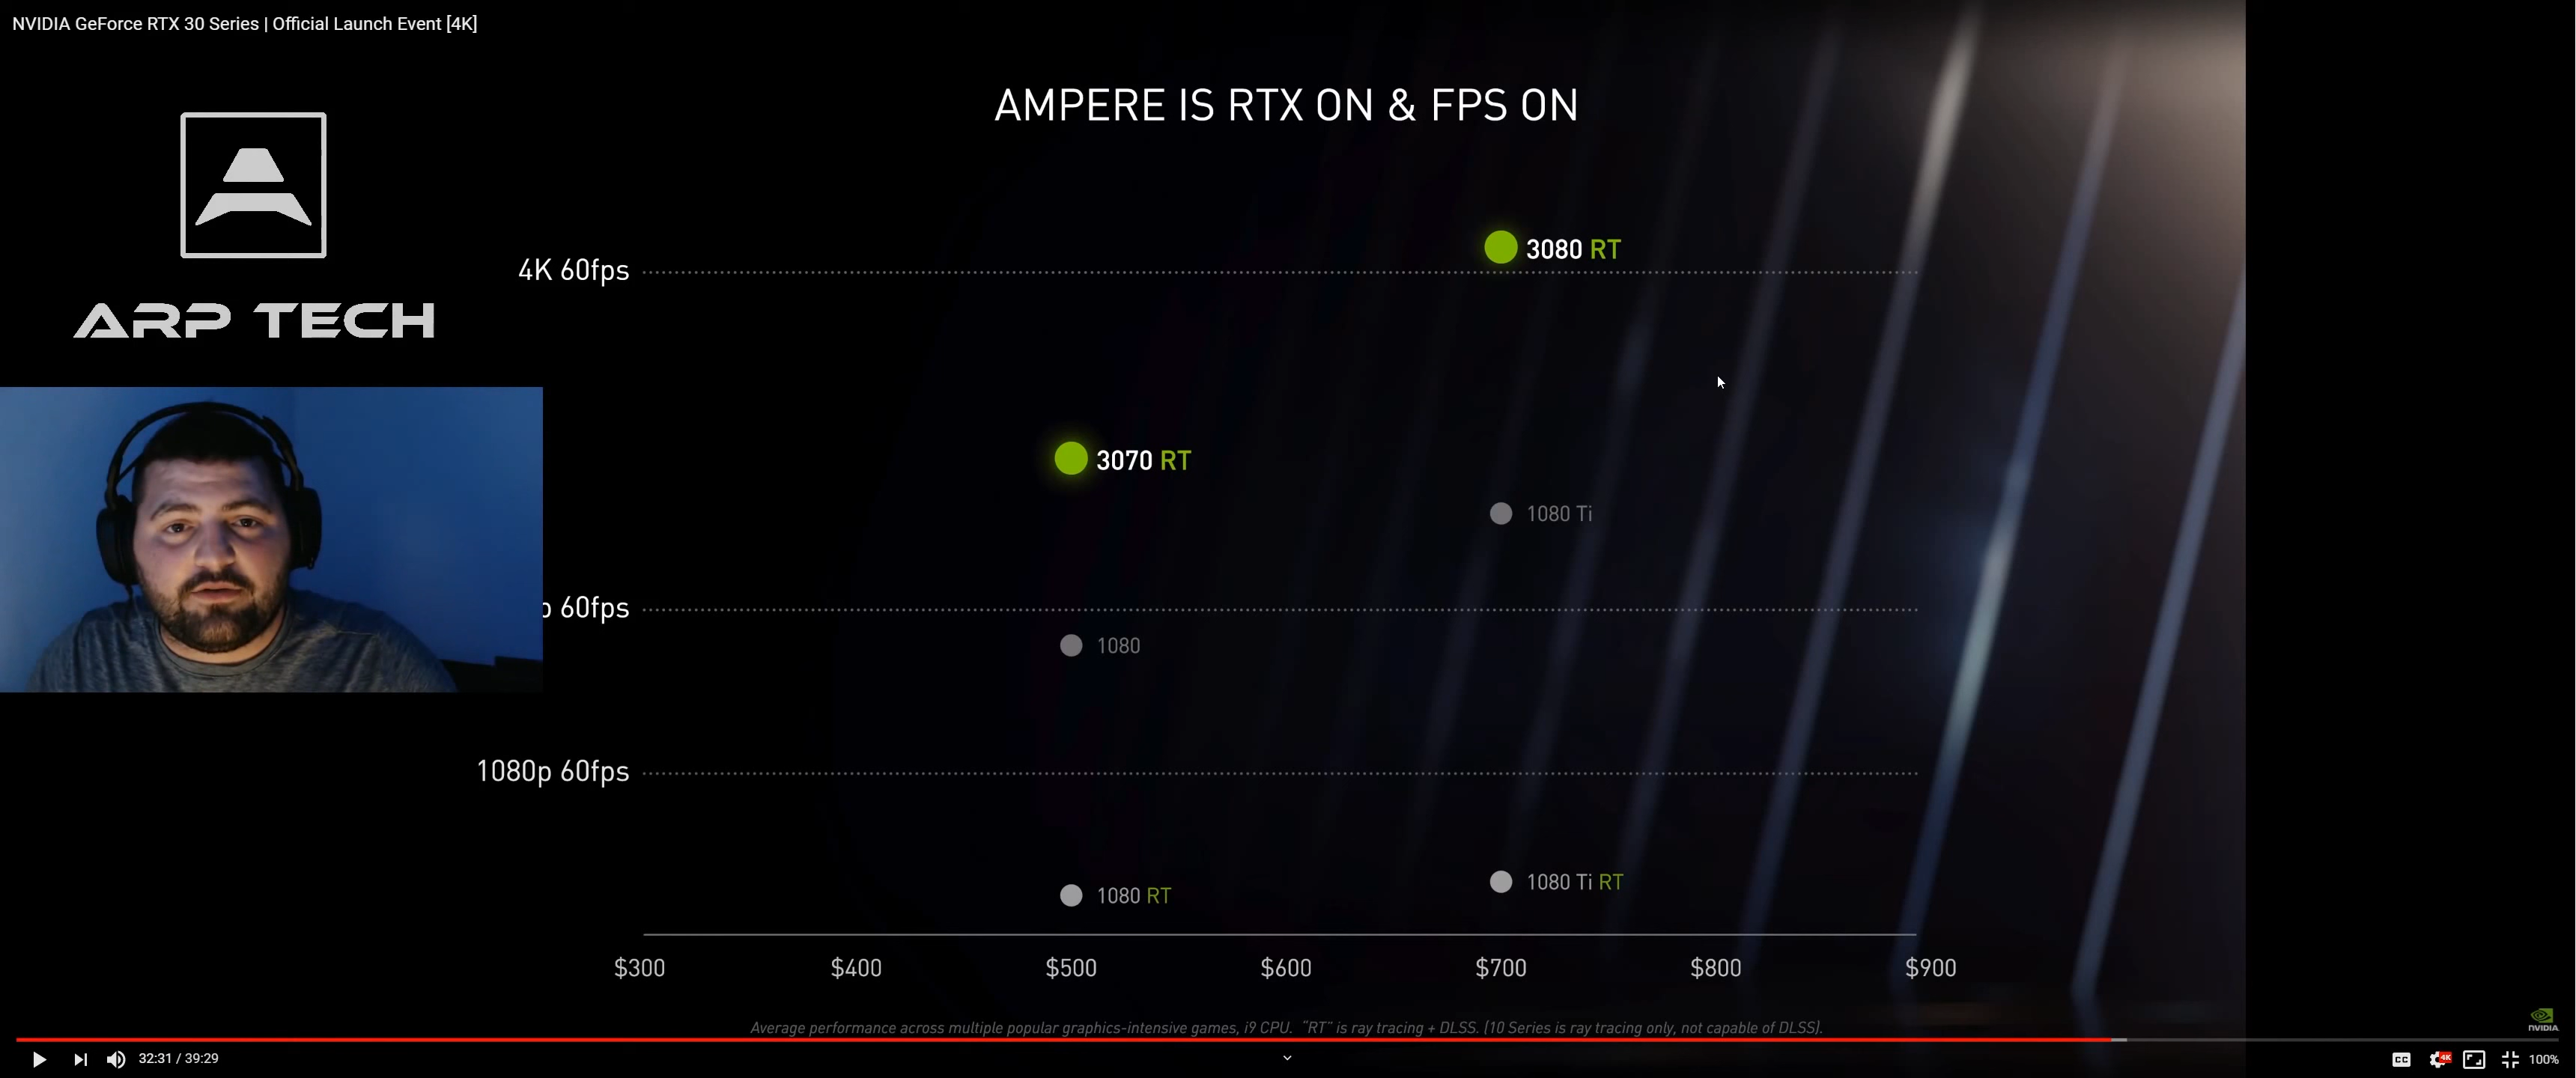 NVIDIA GeForce RTX 30 Series | Official Launch Event [4K]
AMPERE IS RTX ON & FPS ON
ARP TECH
4K 60fps
3080 RT
3070 RT
1080 Ti
60fps
1080
1080p 60fps
1080 RT
1080 Ti RT
$300 $400 $500 $600 $700 $800 $900
Average performance across multiple popular graphics-intensive games, i9 CPU. "RT" is ray tracing + DLSS. (10 Series is ray tracing only, not capable of DLSS).
NVIDIA
32:31 / 39:29
CC
4K
100%